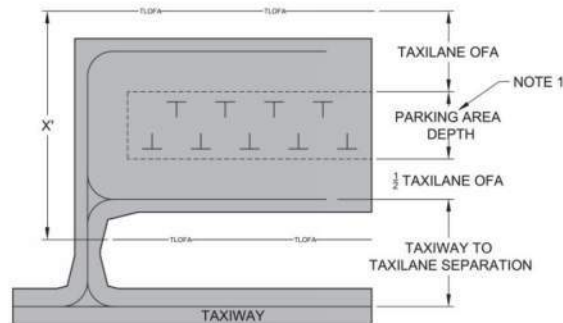 TLOFA TLOFA
TAXILANE OFA
NOTE 1
X'
PARKING AREA
DEPTH
½ TAXILANE OFA
TLOFA TLOFA
TAXIWAY TO
TAXILANE SEPARATION
TAXIWAY